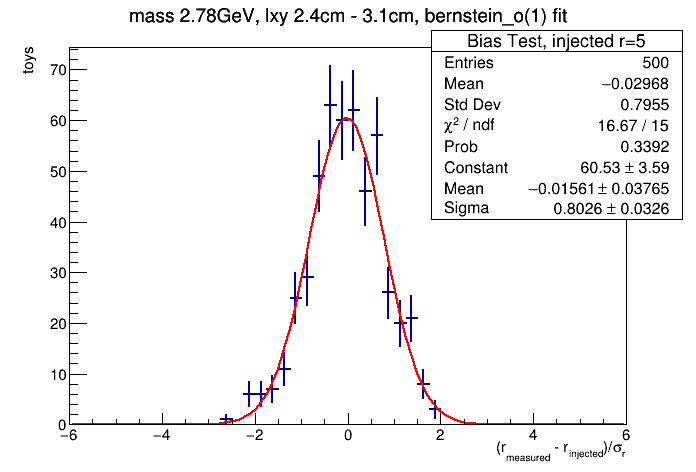 mass 2.78GeV, lxy 2.4cm - 3.1cm, bernstein_o(1) fit
Bias Test, injected r=5
Entries 500
Mean −0.02968
Std Dev 0.7955
χ² / ndf 16.67 / 15
Prob 0.3392
Constant 60.53 ± 3.59
Mean −0.01561 ± 0.03765
Sigma 0.8026 ± 0.0326
toys
70
60
50
40
30
20
10
0
−6 −4 −2 0 2 4 6
(r_measured - r_injected)/σ_r